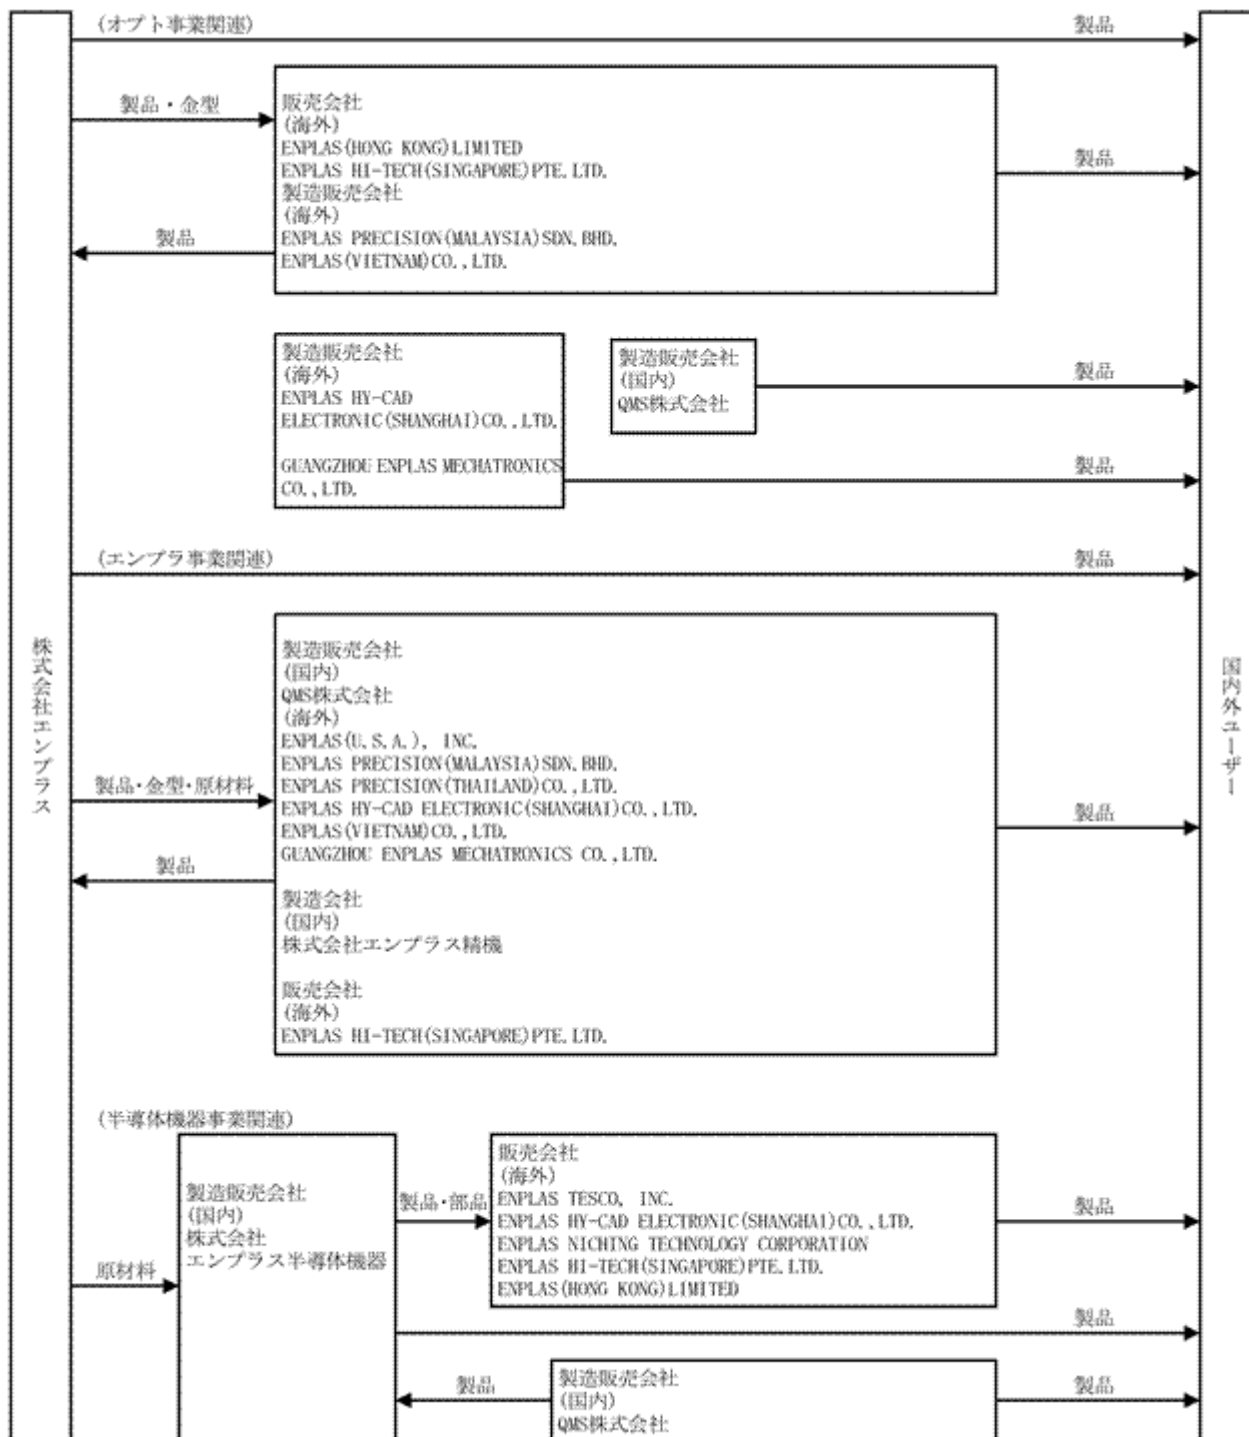 (オプト事業関連)
製品
製品・金型
販売会社
(海外)
ENPLAS(HONG KONG)LIMITED
ENPLAS HI-TECH(SINGAPORE)PTE.LTD.
製造販売会社
(海外)
ENPLAS PRECISION(MALAYSIA)SDN.BHD.
ENPLAS(VIETNAM)CO.,LTD.
製品
製品
製造販売会社
(海外)
ENPLAS HY-CAD
ELECTRONIC(SHANGHAI)CO.,LTD.
GUANGZHOU ENPLAS MECHATRONICS
CO.,LTD.
製造販売会社
(国内)
QMS株式会社
製品
製品
(エンプラ事業関連)
製品
株式会社エンプラス
国内外ユーザー
製品・金型・原材料
製品
製造販売会社
(国内)
QMS株式会社
(海外)
ENPLAS(U.S.A.), INC.
ENPLAS PRECISION(MALAYSIA)SDN.BHD.
ENPLAS PRECISION(THAILAND)CO.,LTD.
ENPLAS HY-CAD ELECTRONIC(SHANGHAI)CO.,LTD.
ENPLAS(VIETNAM)CO.,LTD.
GUANGZHOU ENPLAS MECHATRONICS CO.,LTD.
製造会社
(国内)
株式会社エンプラス精機
販売会社
(海外)
ENPLAS HI-TECH(SINGAPORE)PTE.LTD.
製品
(半導体機器事業関連)
原材料
製造販売会社
(国内)
株式会社
エンプラス半導体機器
製品・部品
販売会社
(海外)
ENPLAS TESCO, INC.
ENPLAS HY-CAD ELECTRONIC(SHANGHAI)CO.,LTD.
ENPLAS NICHING TECHNOLOGY CORPORATION
ENPLAS HI-TECH(SINGAPORE)PTE.LTD.
ENPLAS(HONG KONG)LIMITED
製品
製品
製品
製造販売会社
(国内)
QMS株式会社
製品